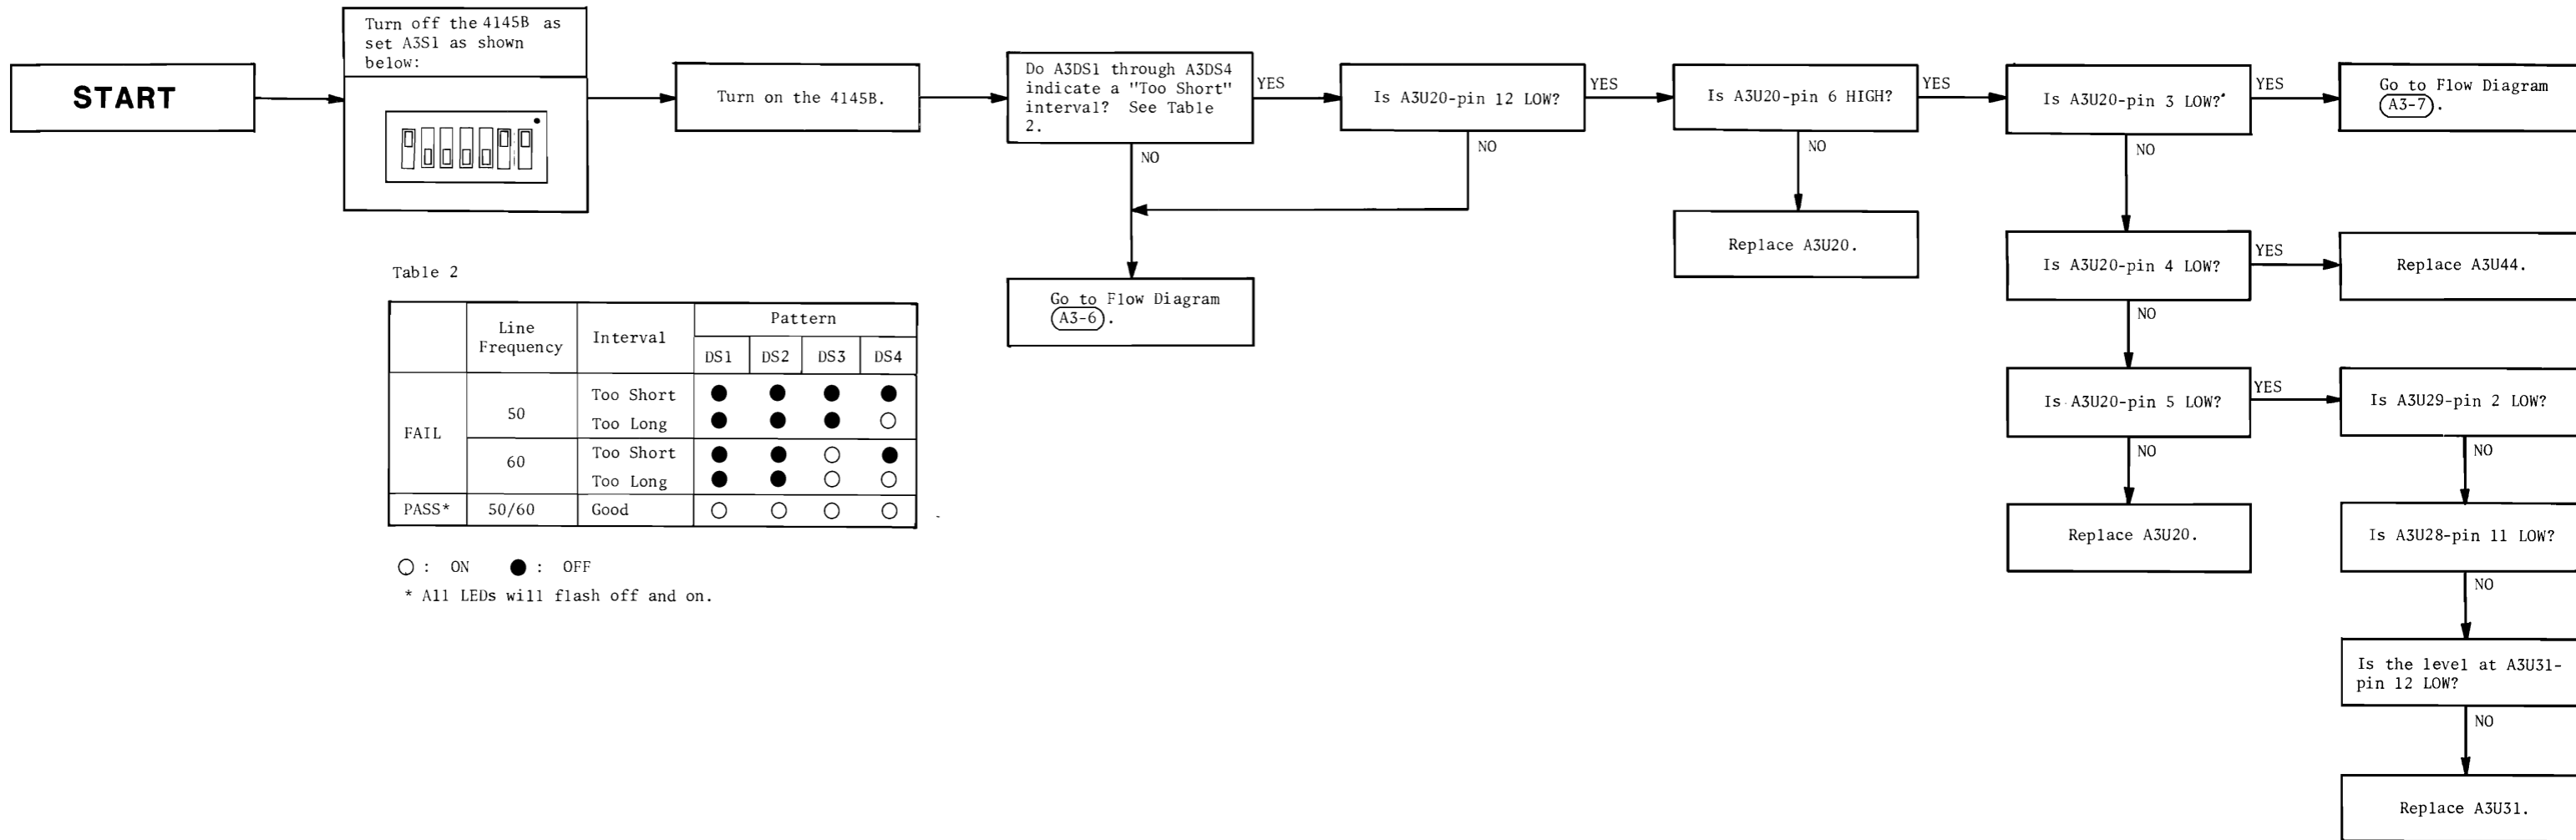 START
Turn off the 4145B as
set A3S1 as shown
below:
Turn on the 4145B.
Do A3DS1 through A3DS4
indicate a "Too Short"
interval? See Table
2.
YES
NO
Is A3U20-pin 12 LOW?
YES
NO
Is A3U20-pin 6 HIGH?
YES
NO
Is A3U20-pin 3 LOW?
YES
NO
Go to Flow Diagram
A3-7.
Go to Flow Diagram
A3-6.
Replace A3U20.
Is A3U20-pin 4 LOW?
YES
NO
Replace A3U44.
Is A3U20-pin 5 LOW?
YES
NO
Is A3U29-pin 2 LOW?
NO
Replace A3U20.
Is A3U28-pin 11 LOW?
NO
Is the level at A3U31-
pin 12 LOW?
NO
Replace A3U31.
Table 2
Line
Frequency
Interval
Pattern
DS1 DS2 DS3 DS4
FAIL
50
Too Short
Too Long
60
Too Short
Too Long
PASS* 50/60 Good
: ON : OFF
* All LEDs will flash off and on.